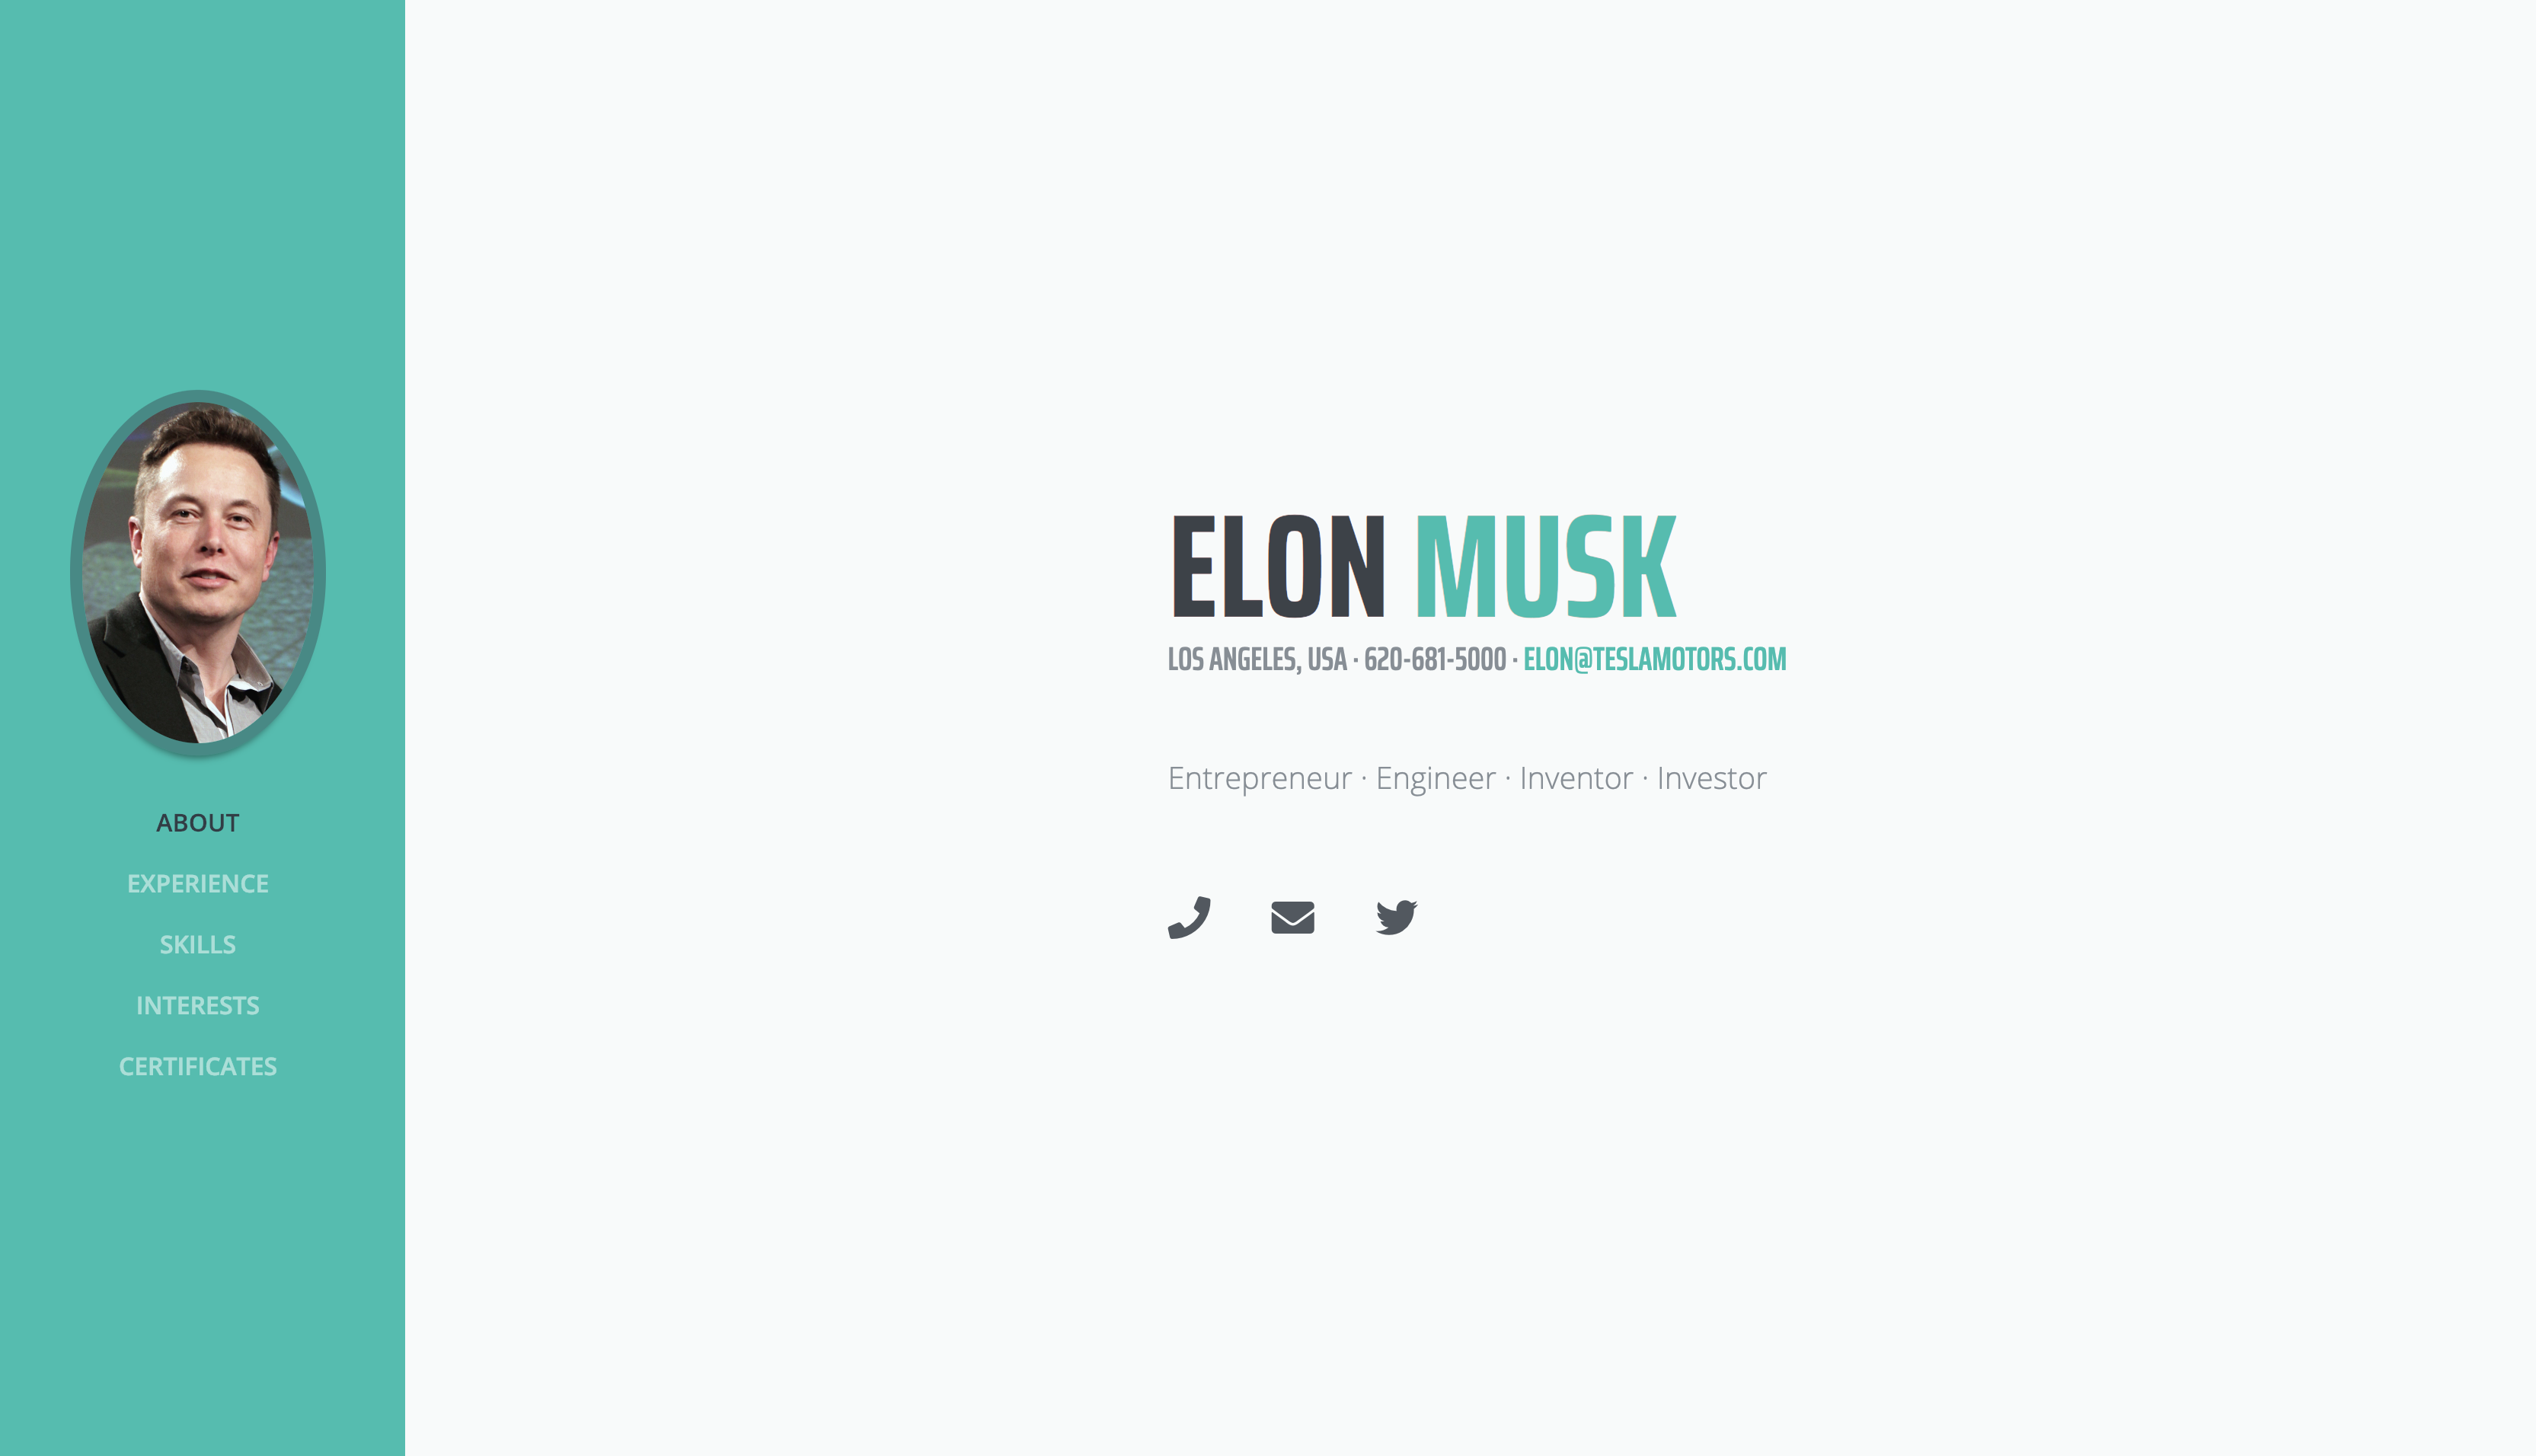 ABOUT
EXPERIENCE
SKILLS
INTERESTS
CERTIFICATES
ELON MUSK
LOS ANGELES, USA · 620-681-5000 · ELON@TESLAMOTORS.COM
Entrepreneur · Engineer · Inventor · Investor